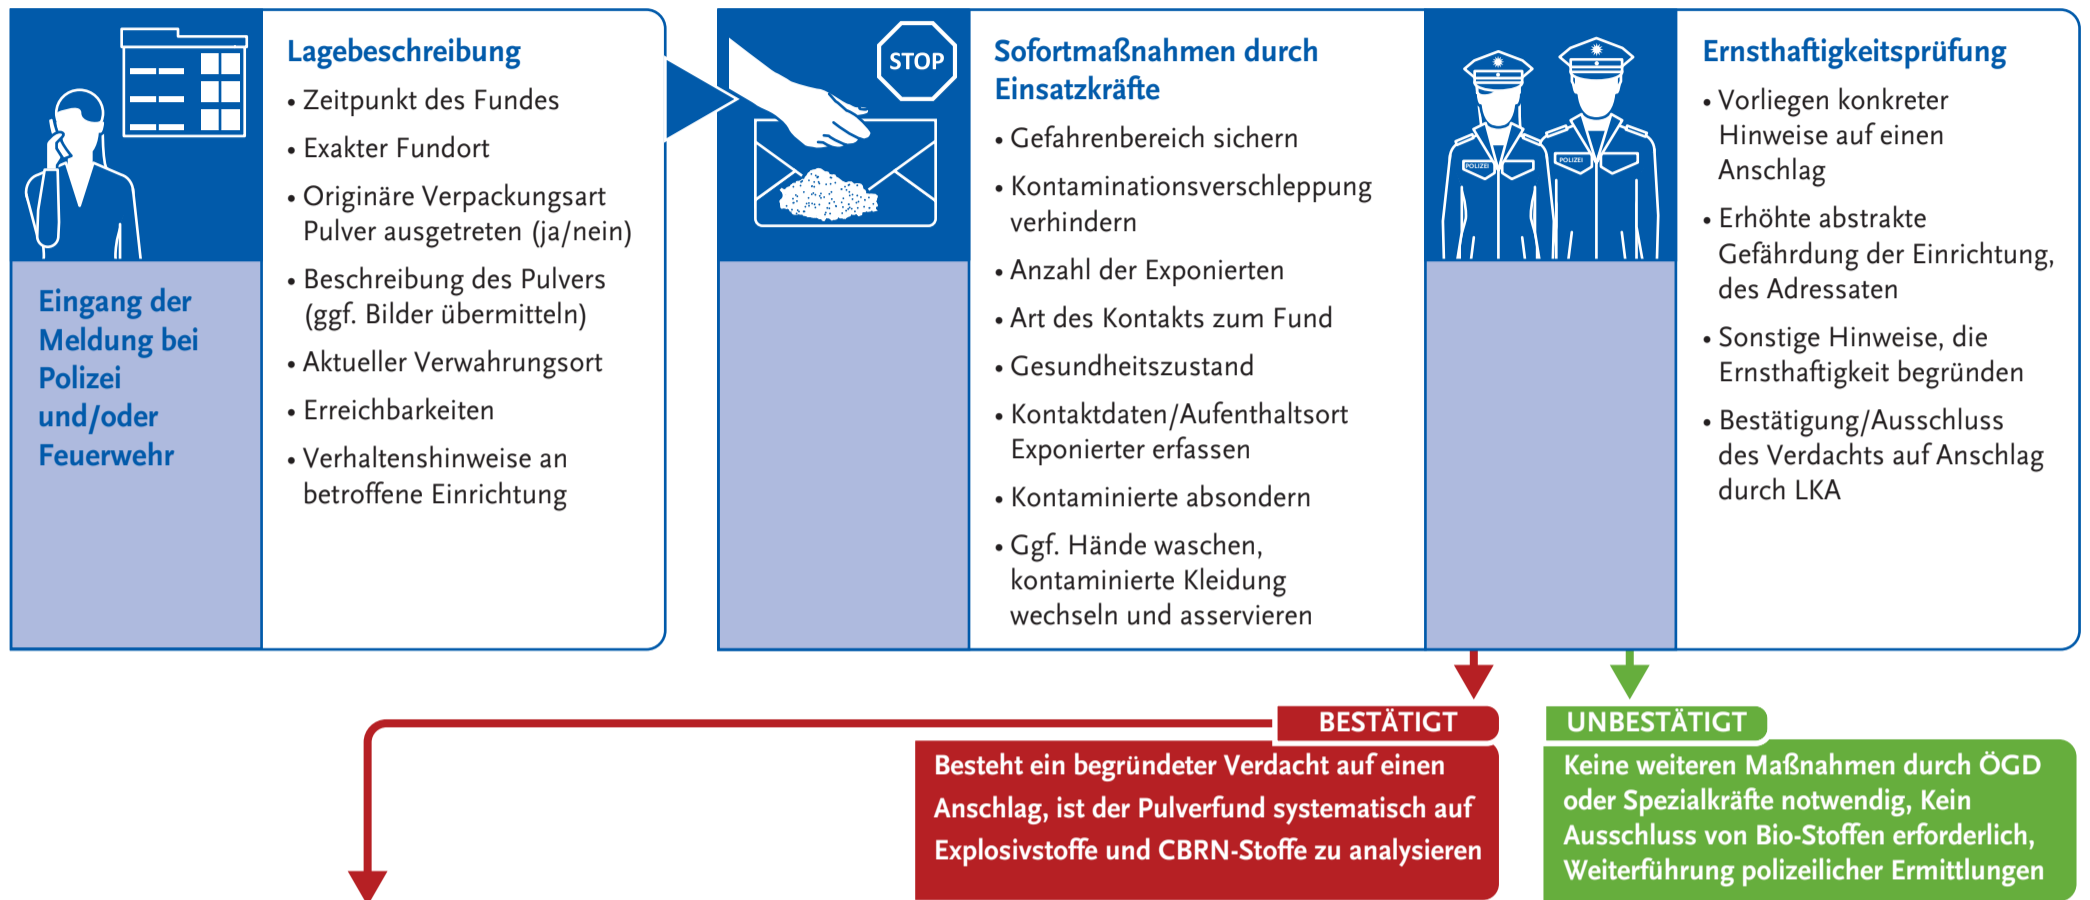 Eingang der
Meldung bei
Polizei
und/oder
Feuerwehr
Lagebeschreibung
• Zeitpunkt des Fundes
• Exakter Fundort
• Originäre Verpackungsart
Pulver ausgetreten (ja/nein)
• Beschreibung des Pulvers
(ggf. Bilder übermitteln)
• Aktueller Verwahrungsort
• Erreichbarkeiten
• Verhaltenshinweise an
betroffene Einrichtung
STOP
Sofortmaßnahmen durch
Einsatzkräfte
• Gefahrenbereich sichern
• Kontaminationsverschleppung
verhindern
• Anzahl der Exponierten
• Art des Kontakts zum Fund
• Gesundheitszustand
• Kontaktdaten/Aufenthaltsort
Exponierter erfassen
• Kontaminierte absondern
• Ggf. Hände waschen,
kontaminierte Kleidung
wechseln und asservieren
POLIZEI
POLIZEI
Ernsthaftigkeitsprüfung
• Vorliegen konkreter
Hinweise auf einen
Anschlag
• Erhöhte abstrakte
Gefährdung der Einrichtung,
des Adressaten
• Sonstige Hinweise, die
Ernsthaftigkeit begründen
• Bestätigung/Ausschluss
des Verdachts auf Anschlag
durch LKA
BESTÄTIGT
Besteht ein begründeter Verdacht auf einen
Anschlag, ist der Pulverfund systematisch auf
Explosivstoffe und CBRN-Stoffe zu analysieren
UNBESTÄTIGT
Keine weiteren Maßnahmen durch ÖGD
oder Spezialkräfte notwendig, Kein
Ausschluss von Bio-Stoffen erforderlich,
Weiterführung polizeilicher Ermittlungen